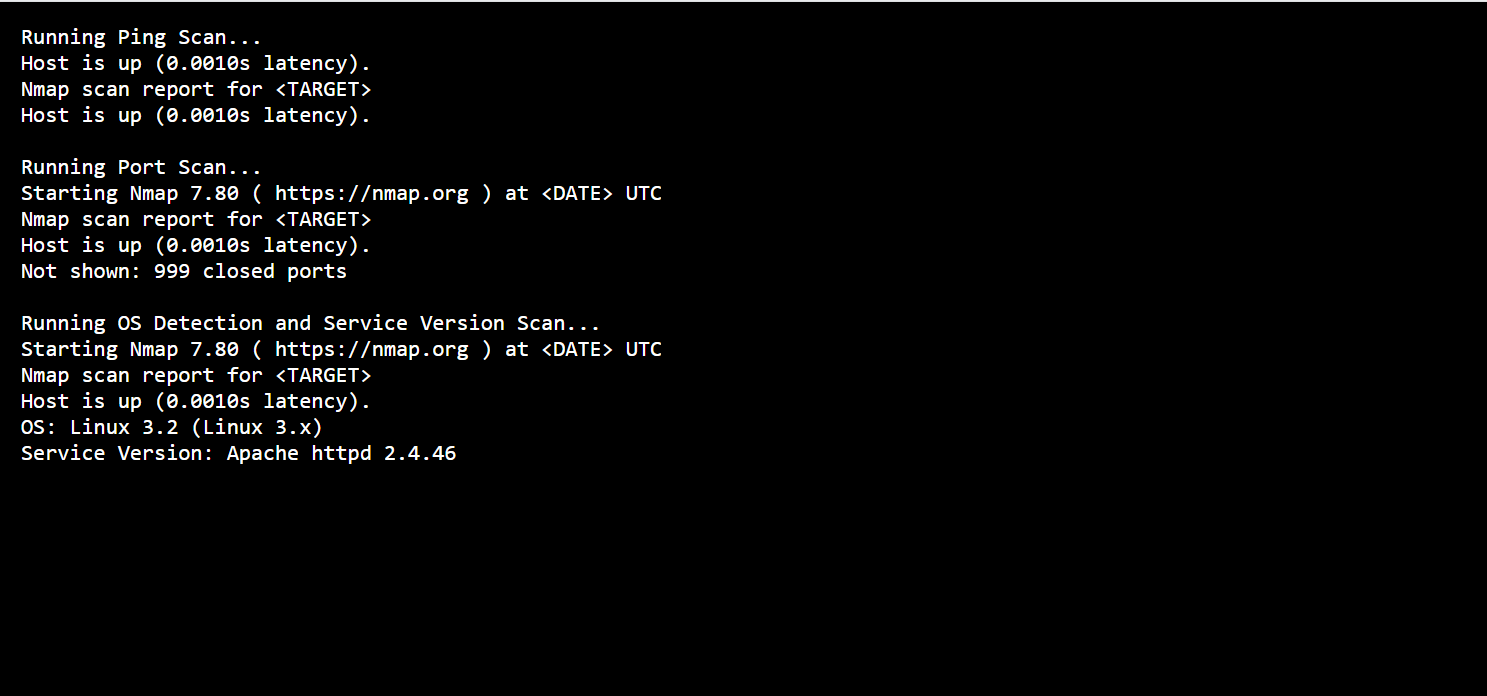 Running Ping Scan...
Host is up (0.0010s latency).
Nmap scan report for <TARGET>
Host is up (0.0010s latency).

Running Port Scan...
Starting Nmap 7.80 ( https://nmap.org ) at <DATE> UTC
Nmap scan report for <TARGET>
Host is up (0.0010s latency).
Not shown: 999 closed ports

Running OS Detection and Service Version Scan...
Starting Nmap 7.80 ( https://nmap.org ) at <DATE> UTC
Nmap scan report for <TARGET>
Host is up (0.0010s latency).
OS: Linux 3.2 (Linux 3.x)
Service Version: Apache httpd 2.4.46